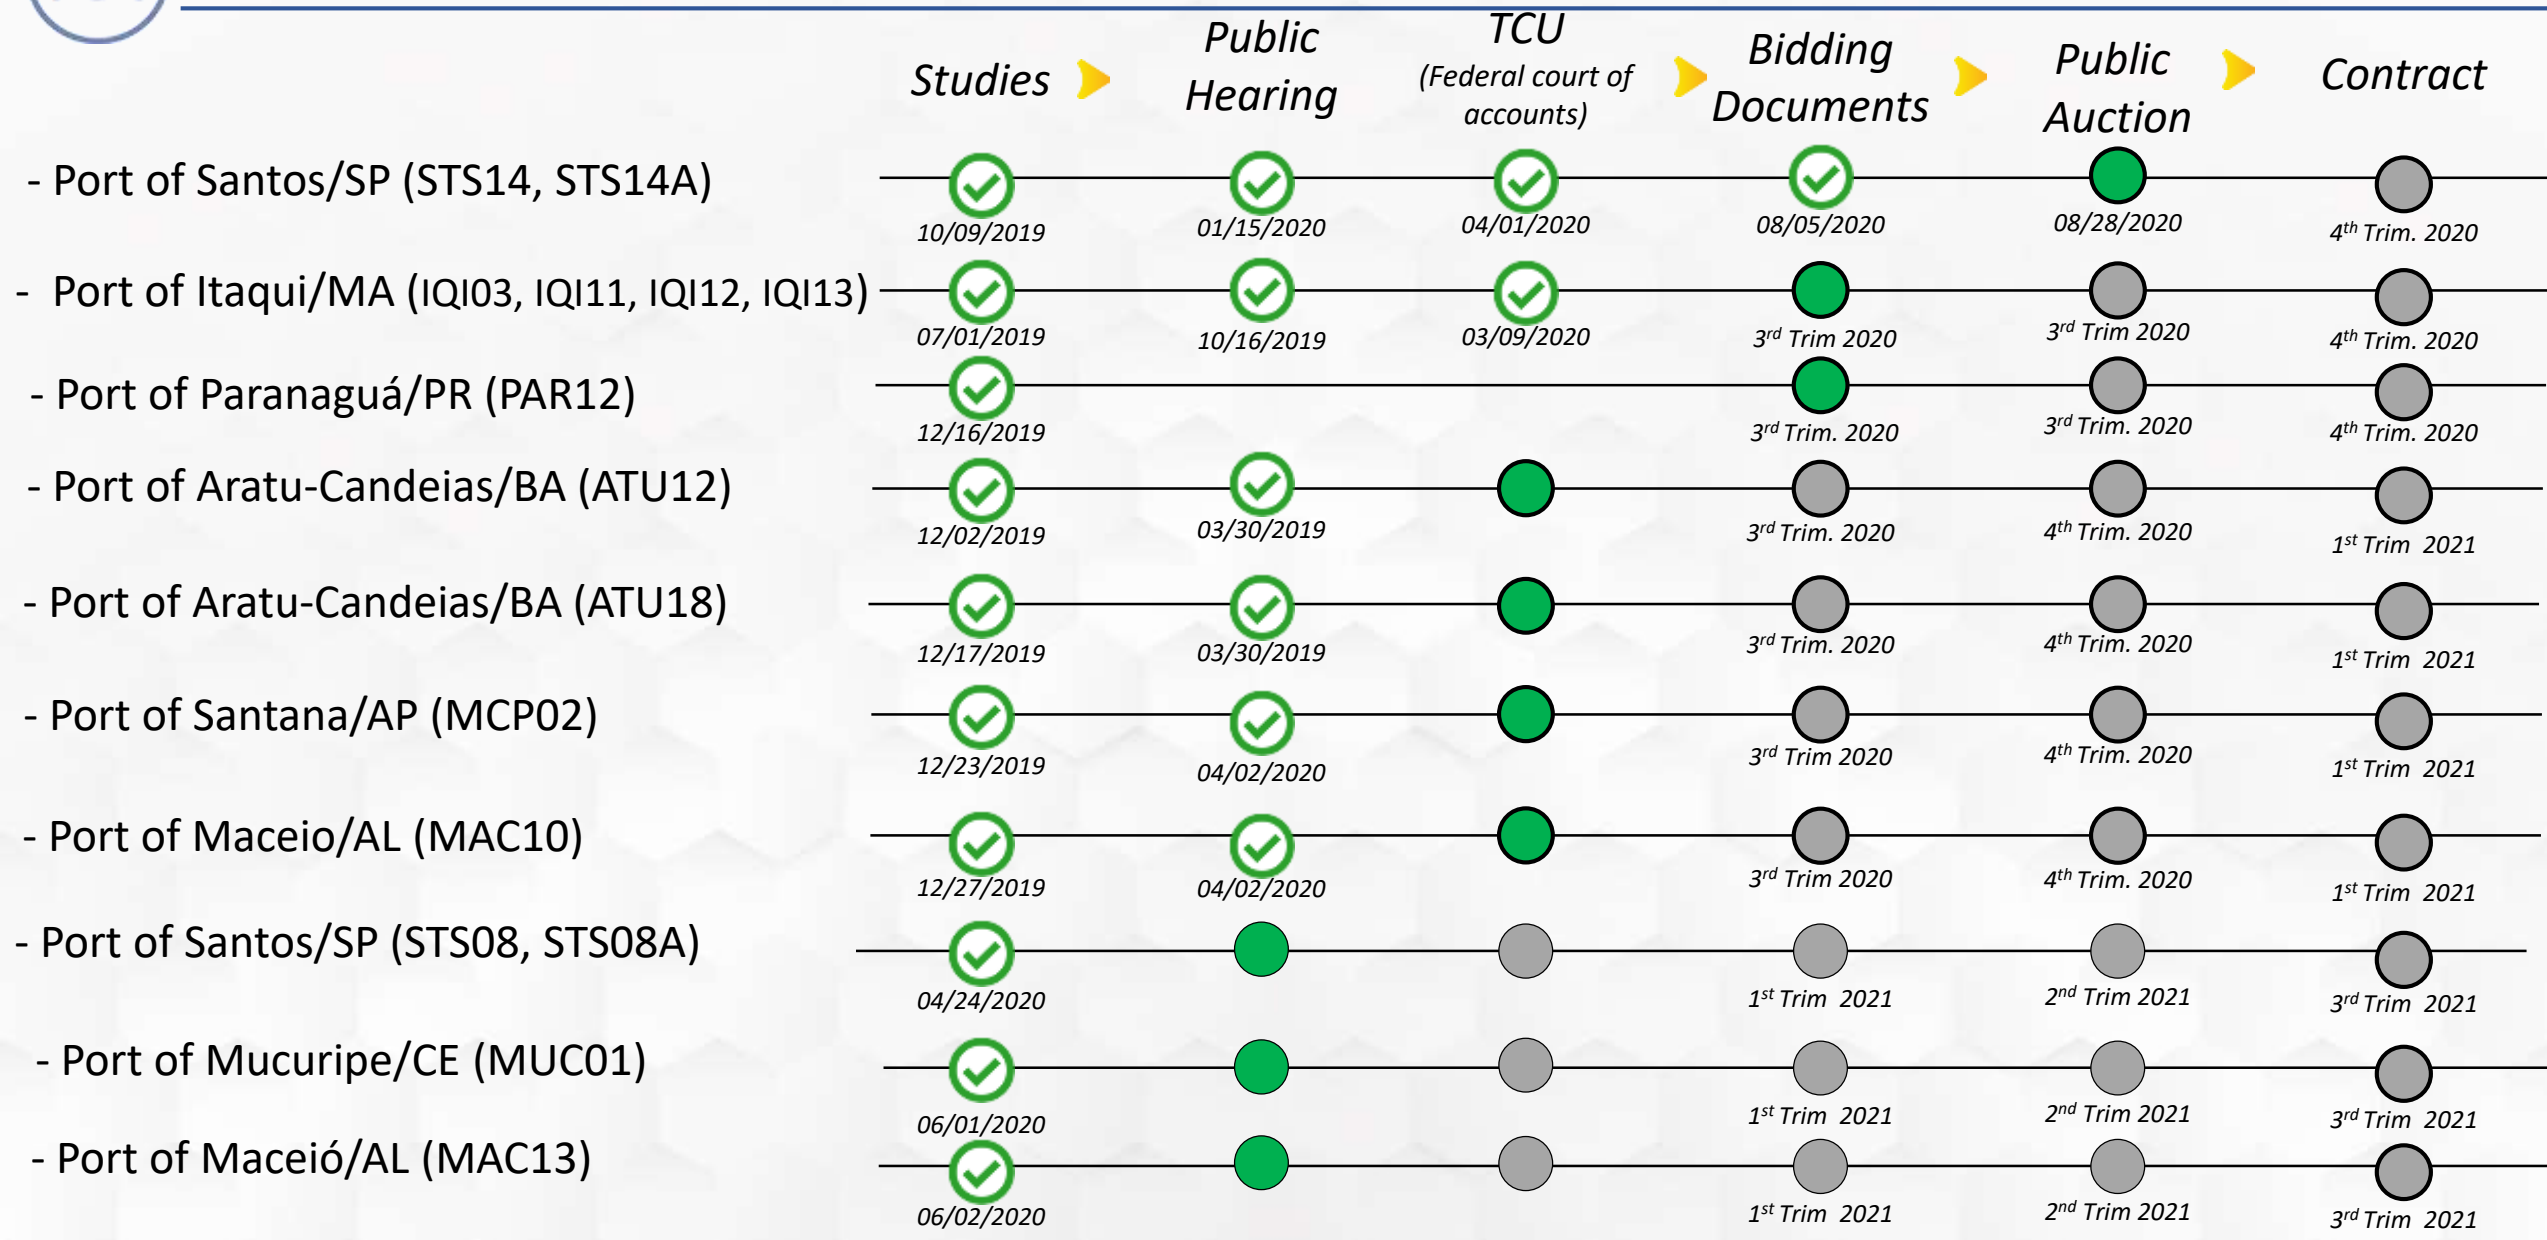 Studies
Public
Hearing
TCU
(Federal court of
accounts)
Bidding
Documents
Public
Auction
Contract
- Port of Santos/SP (STS14, STS14A)
10/09/2019 01/15/2020 04/01/2020 08/05/2020 08/28/2020 4th Trim. 2020
- Port of Itaqui/MA (IQI03, IQI11, IQI12, IQI13)
07/01/2019 10/16/2019 03/09/2020 3rd Trim 2020 3rd Trim 2020 4th Trim. 2020
- Port of Paranaguá/PR (PAR12)
12/16/2019 3rd Trim. 2020 3rd Trim. 2020 4th Trim. 2020
- Port of Aratu-Candeias/BA (ATU12)
12/02/2019 03/30/2019 3rd Trim. 2020 4th Trim. 2020 1st Trim 2021
- Port of Aratu-Candeias/BA (ATU18)
12/17/2019 03/30/2019 3rd Trim. 2020 4th Trim. 2020 1st Trim 2021
- Port of Santana/AP (MCP02)
12/23/2019 04/02/2020 3rd Trim 2020 4th Trim. 2020 1st Trim 2021
- Port of Maceio/AL (MAC10)
12/27/2019 04/02/2020 3rd Trim 2020 4th Trim. 2020 1st Trim 2021
- Port of Santos/SP (STS08, STS08A)
04/24/2020 1st Trim 2021 2nd Trim 2021 3rd Trim 2021
- Port of Mucuripe/CE (MUC01)
06/01/2020 1st Trim 2021 2nd Trim 2021 3rd Trim 2021
- Port of Maceió/AL (MAC13)
06/02/2020 1st Trim 2021 2nd Trim 2021 3rd Trim 2021